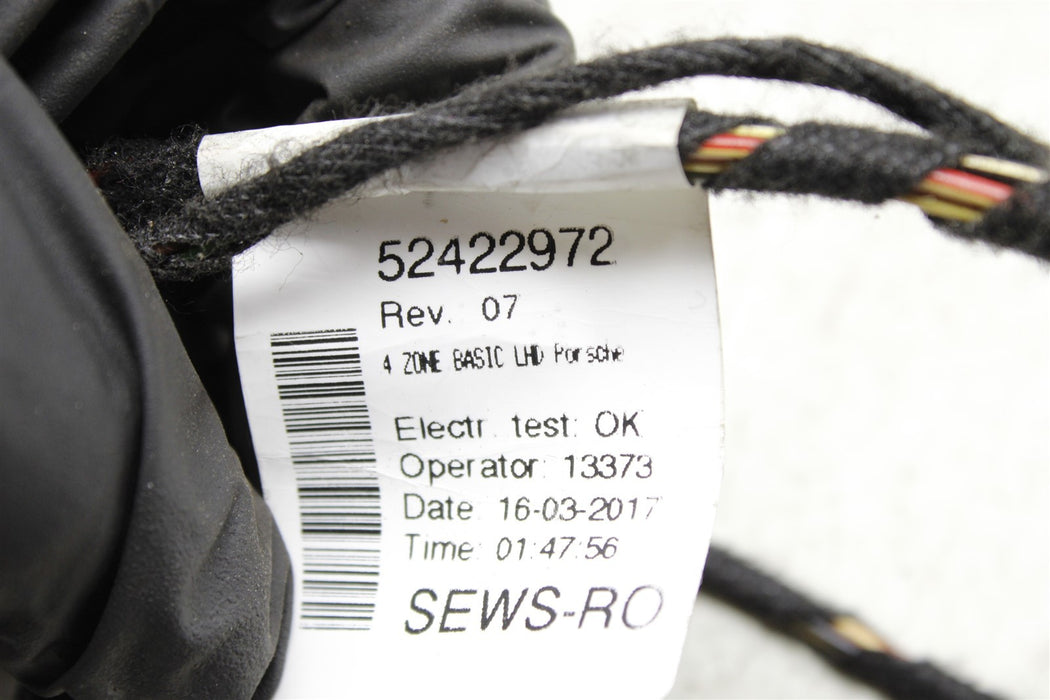 52422972
Rev. 07
4 ZONE BASIC LHD Porsche
Electr. test: OK
Operator: 13373
Date: 16-03-2017
Time: 01:47:56
SEWS-RO